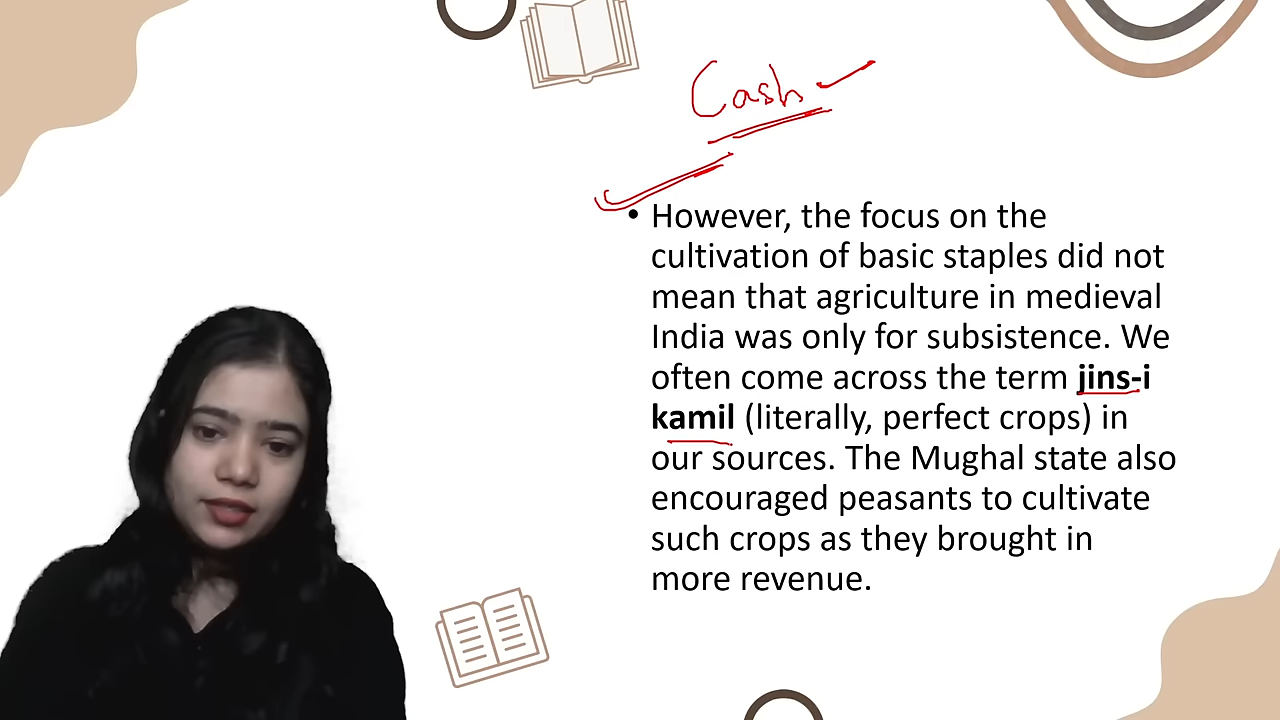 Cash
• However, the focus on the
cultivation of basic staples did not
mean that agriculture in medieval
India was only for subsistence. We
often come across the term jins-i
kamil (literally, perfect crops) in
our sources. The Mughal state also
encouraged peasants to cultivate
such crops as they brought in
more revenue.